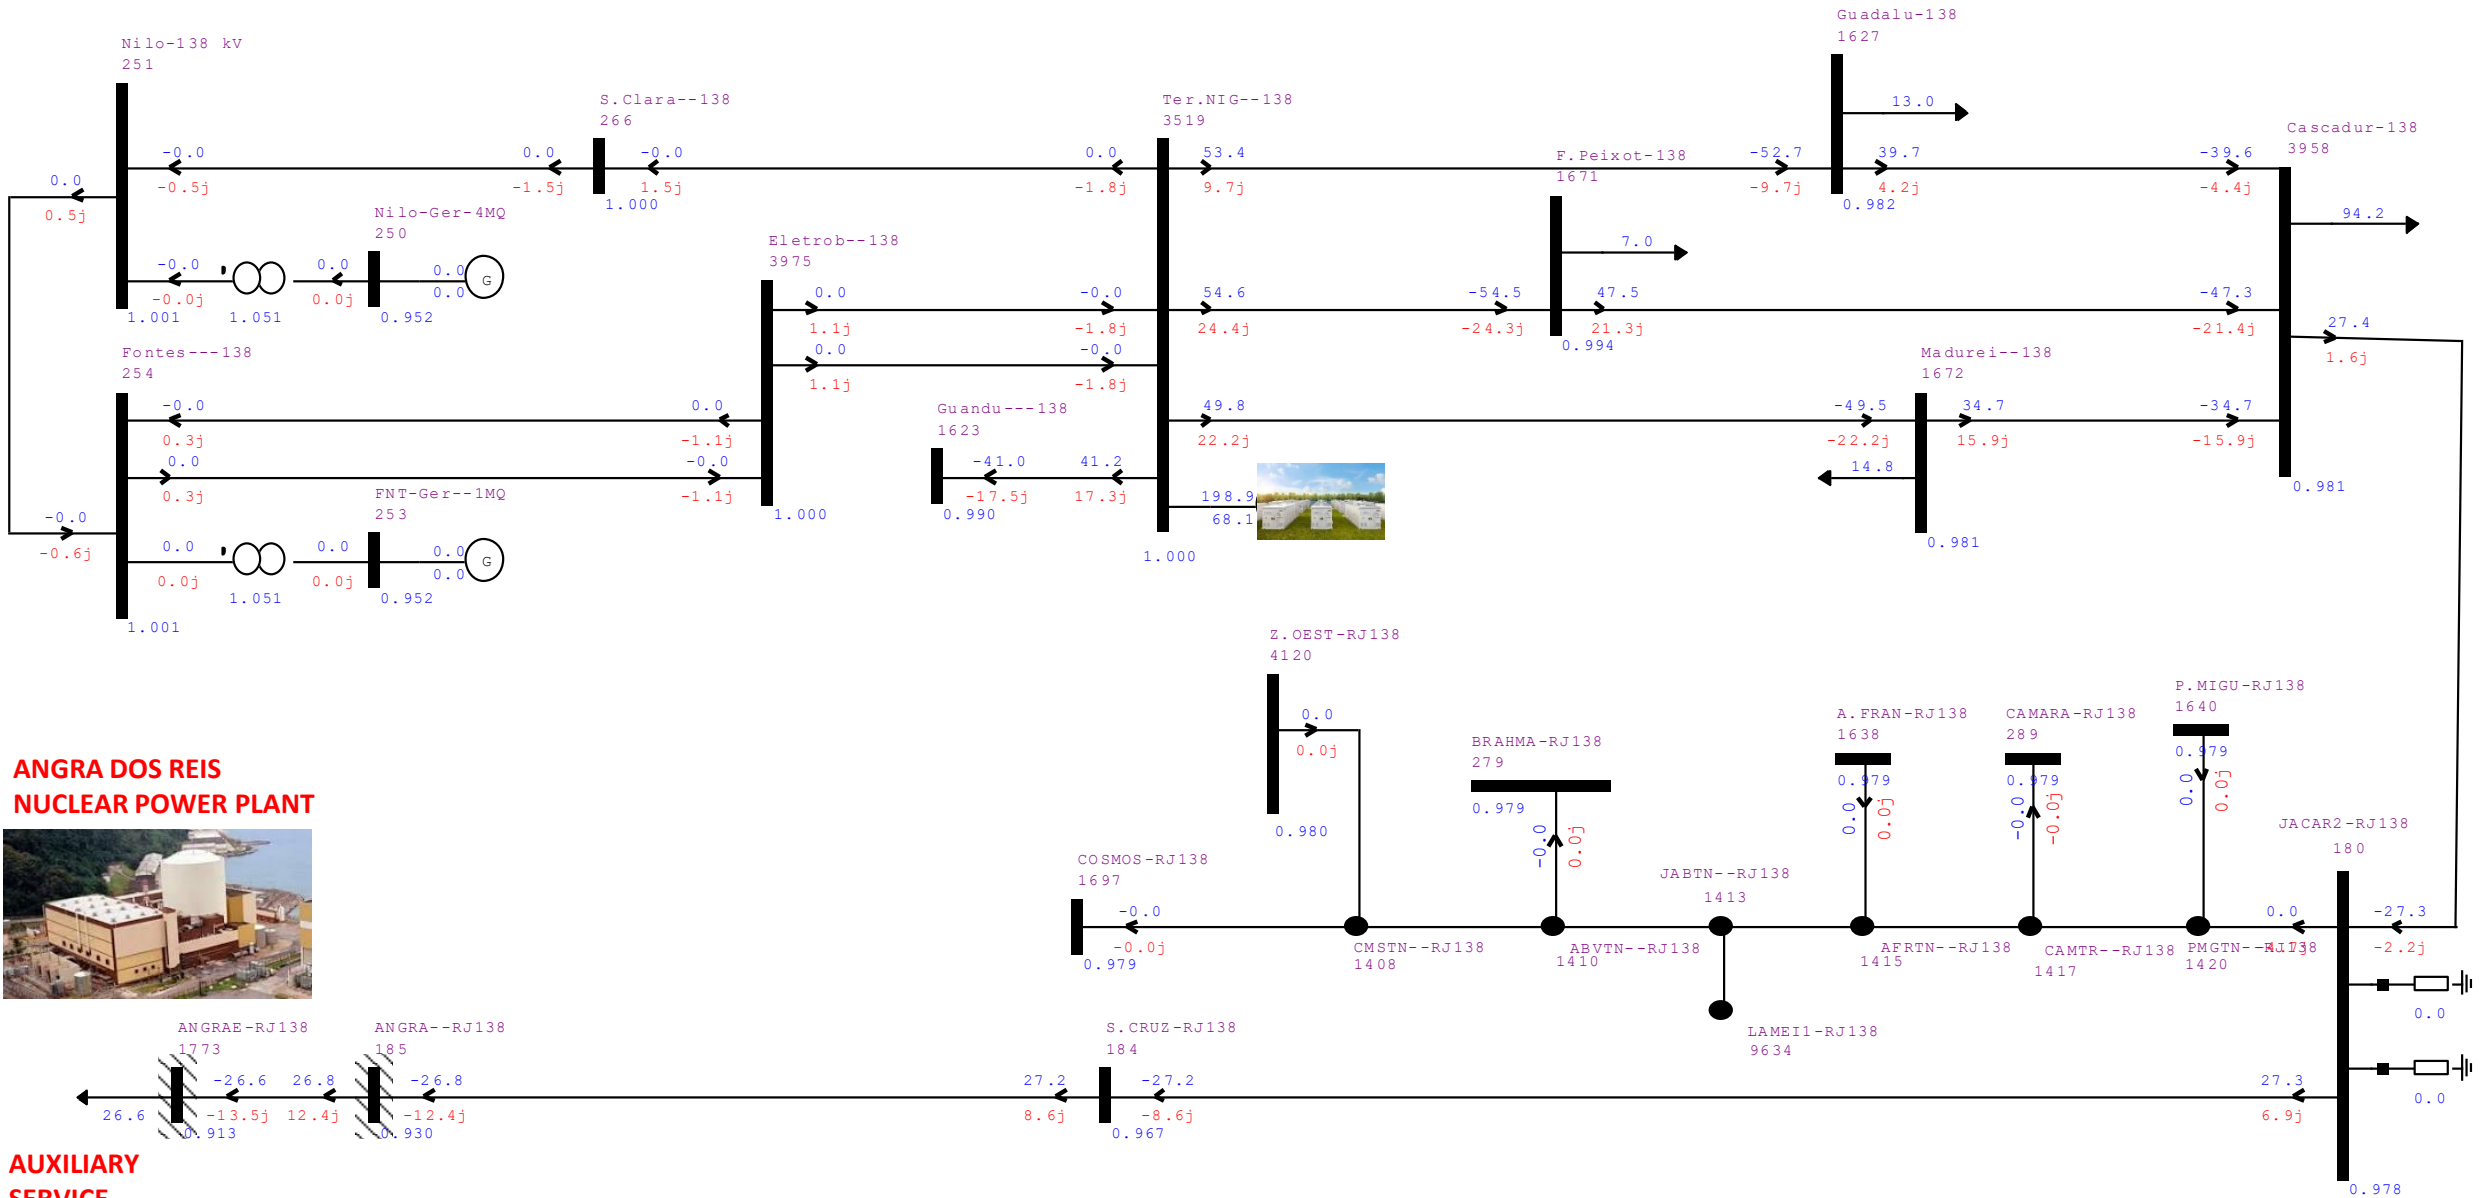 Guadalu-138
1627
Nilo-138 kV
251
S.Clara--138
266
Ter.NIG--138
3519
13.0
Cascadur-138
3958
F.Peixot-138
1671
-0.0
0.0
-0.0
0.0
53.4
-52.7
39.7
-39.6
0.0
-0.5j
-1.5j
1.5j
-1.8j
9.7j
-9.7j
4.2j
-4.4j
0.5j
1.000
0.982
Nilo-Ger-4MQ
250
94.2
Eletrob--138
3975
7.0
-0.0
0.0
0.0
0.0
G
-0.0j
0.0j
0.0
-0.0
54.6
-54.5
47.5
-47.3
1.001
1.051
0.952
1.1j
-1.8j
24.4j
-24.3j
21.3j
-21.4j
27.4
0.994
1.6j
Fontes---138
254
0.0
-0.0
Madurei--138
1672
1.1j
-1.8j
-0.0
0.0
Guandu---138
1623
49.8
-49.5
34.7
-34.7
0.3j
-1.1j
22.2j
-22.2j
15.9j
-15.9j
0.0
-0.0
-41.0
41.2
14.8
0.3j
-1.1j
-17.5j
17.3j
198.9
68.1
0.981
FNT-Ger--1MQ
253
-0.0
1.000
0.990
0.981
-0.6j
0.0
0.0
0.0
0.0
G
1.000
0.0j
0.0j
1.051
0.952
1.001
Z.OEST-RJ138
4120
P.MIGU-RJ138
1640
0.0
0.0j
A.FRAN-RJ138
1638
CAMARA-RJ138
289
BRAHMA-RJ138
279
0.979
0.0
0.0j
ANGRA DOS REIS
NUCLEAR POWER PLANT
0.979
0.0
0.0j
0.979
-0.0
-0.0j
0.979
-0.0
0.0j
0.980
JACAR2-RJ138
180
COSMOS-RJ138
1697
JABTN--RJ138
1413
-0.0
-0.0j
0.0
-27.3
CMSTN--RJ138
1408
ABVTN--RJ138
1410
AFRTN--RJ138
1415
CAMTR--RJ138
1417
PMGTN--RJ138
1420
-2.2j
0.979
0.0
LAMEI1-RJ138
9634
ANGRAE-RJ138
1773
ANGRA--RJ138
185
S.CRUZ-RJ138
184
-26.6
26.8
-26.8
27.2
-27.2
27.3
0.0
26.6
-13.5j
12.4j
-12.4j
8.6j
-8.6j
6.9j
0.913
0.930
0.967
AUXILIARY
SERVICE
0.978